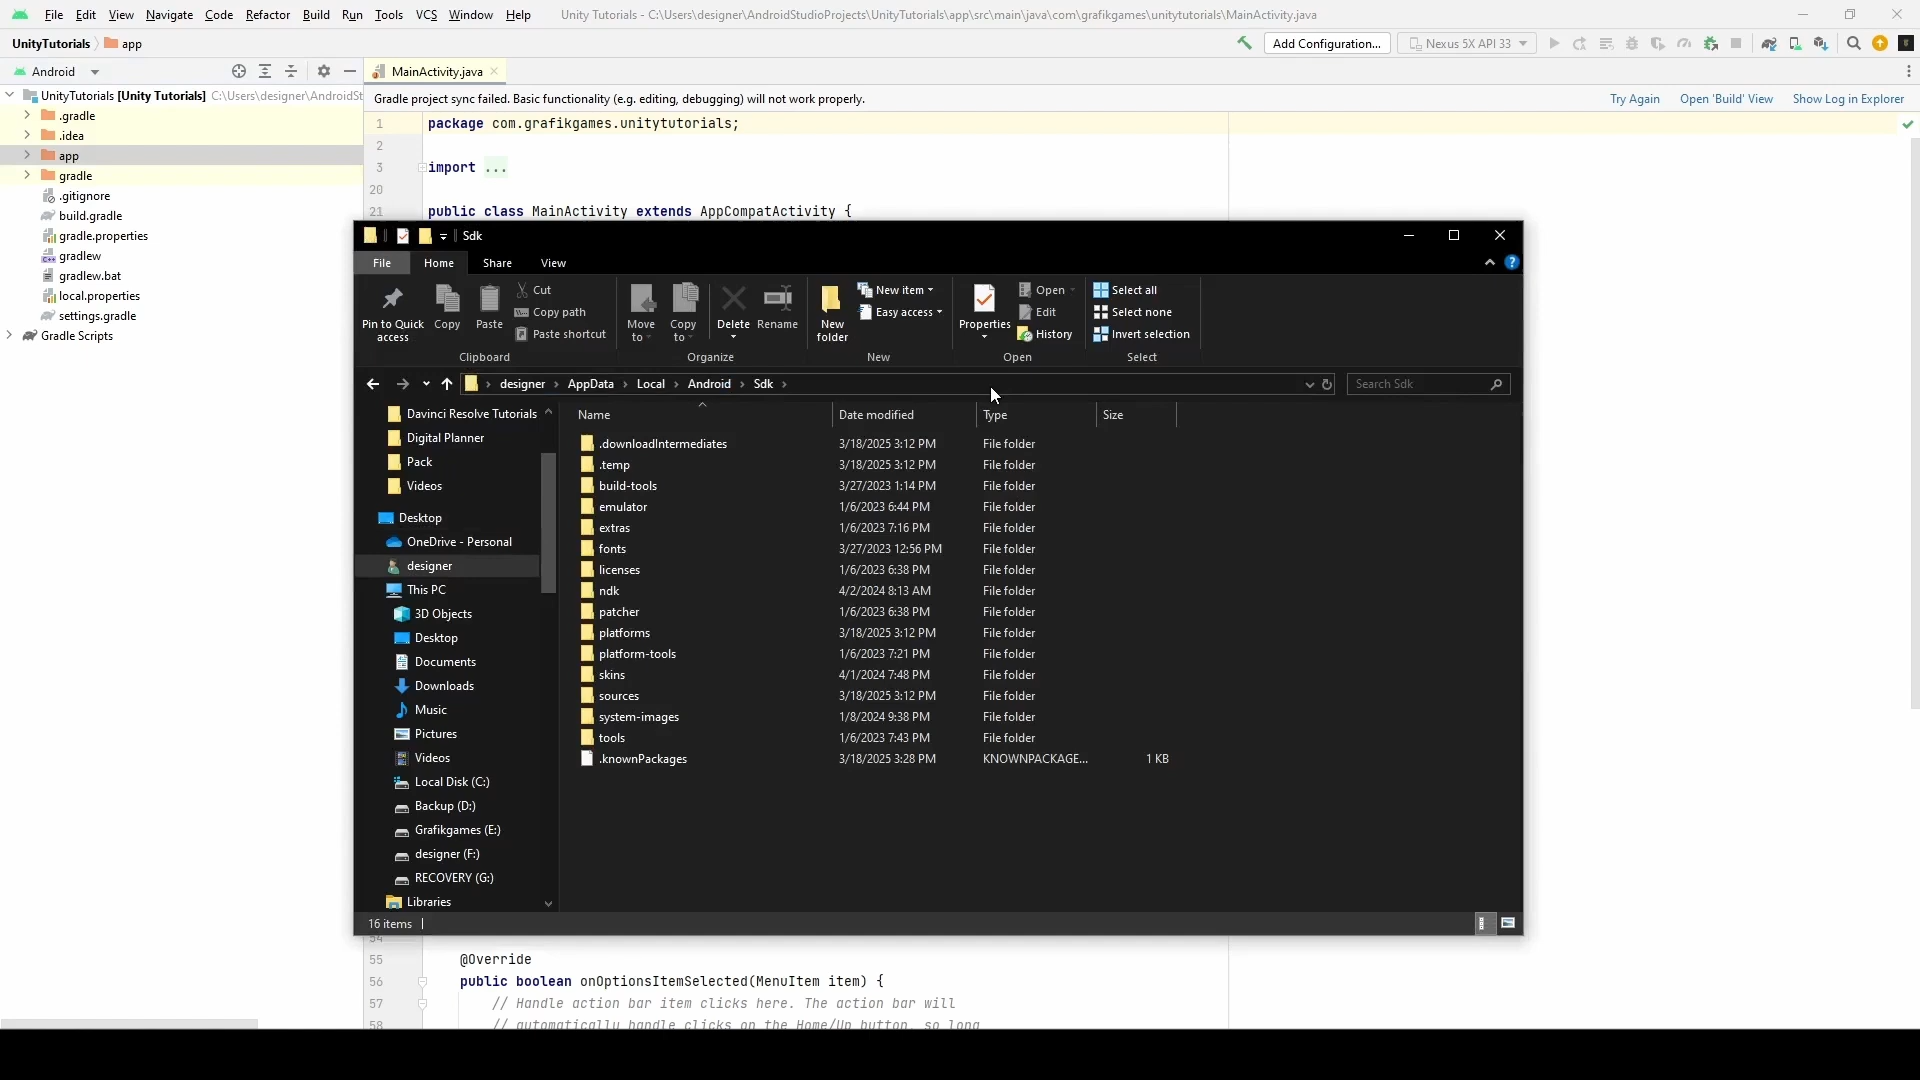 File Edit View Navigate Code Refactor Build Run Tools VCS Window Help Unity Tutorials - C:\Users\designer\AndroidStudioProjects\UnityTutorials\app\src\main\java\com\grafikgames\unitytutorials\MainActivity.java
UnityTutorials app Add Configuration... Nexus 5X API 33
Android MainActivity.java
UnityTutorials [Unity Tutorials] C:\Users\designer\AndroidSt
Gradle project sync failed. Basic functionality (e.g. editing, debugging) will not work properly. Try Again Open 'Build' View Show Log in Explorer
.gradle
.idea
app
gradle
.gitignore
build.gradle
gradle.properties
gradlew
gradlew.bat
local.properties
settings.gradle
Gradle Scripts
1 package com.grafikgames.unitytutorials;
2
3 import ...
20
21 public class MainActivity extends AppCompatActivity {
Sdk
File Home Share View
Pin to Quick access
Copy
Paste
Cut
Copy path
Paste shortcut
Clipboard
Move to
Copy to
Delete
Rename
Organize
New folder
New item
Easy access
New
Properties
Open
Edit
History
Open
Select all
Select none
Invert selection
Select
designer AppData Local Android Sdk Search Sdk
Davinci Resolve Tutorials
Digital Planner
Pack
Videos
Desktop
OneDrive - Personal
designer
This PC
3D Objects
Desktop
Documents
Downloads
Music
Pictures
Videos
Local Disk (C:)
Backup (D:)
Grafikgames (E:)
designer (F:)
RECOVERY (G:)
Libraries
Name Date modified Type Size
.downloadIntermediates 3/18/2025 3:12 PM File folder
.temp 3/18/2025 3:12 PM File folder
build-tools 3/27/2023 1:14 PM File folder
emulator 1/6/2023 6:44 PM File folder
extras 1/6/2023 7:16 PM File folder
fonts 3/27/2023 12:56 PM File folder
licenses 1/6/2023 6:38 PM File folder
ndk 4/2/2024 8:13 AM File folder
patcher 1/6/2023 6:38 PM File folder
platforms 3/18/2025 3:12 PM File folder
platform-tools 1/6/2023 7:21 PM File folder
skins 4/1/2024 7:48 PM File folder
sources 3/18/2025 3:12 PM File folder
system-images 1/8/2024 9:38 PM File folder
tools 1/6/2023 7:43 PM File folder
.knownPackages 3/18/2025 3:28 PM KNOWNPACKAGE... 1 KB
16 items
54
55 @Override
56 public boolean onOptionsItemSelected(MenuItem item) {
57 // Handle action bar item clicks here. The action bar will
58 // automatically handle clicks on the Home/Up button, so long